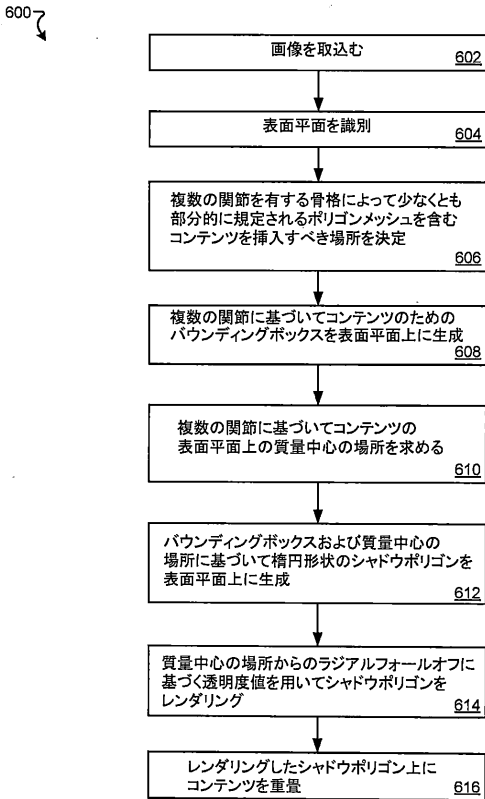 600
画像を取込む
602
表面平面を識別
604
複数の関節を有する骨格によって少なくとも
部分的に規定されるポリゴンメッシュを含む
コンテンツを挿入すべき場所を決定
606
複数の関節に基づいてコンテンツのための
バウンディングボックスを表面平面上に生成
608
複数の関節に基づいてコンテンツの
表面平面上の質量中心の場所を求める
610
バウンディングボックスおよび質量中心の
場所に基づいて楕円形状のシャドウポリゴンを
表面平面上に生成
612
質量中心の場所からのラジアルフォールオフに
基づく透明度値を用いてシャドウポリゴンを
レンダリング
614
レンダリングしたシャドウポリゴン上に
コンテンツを重畳
616